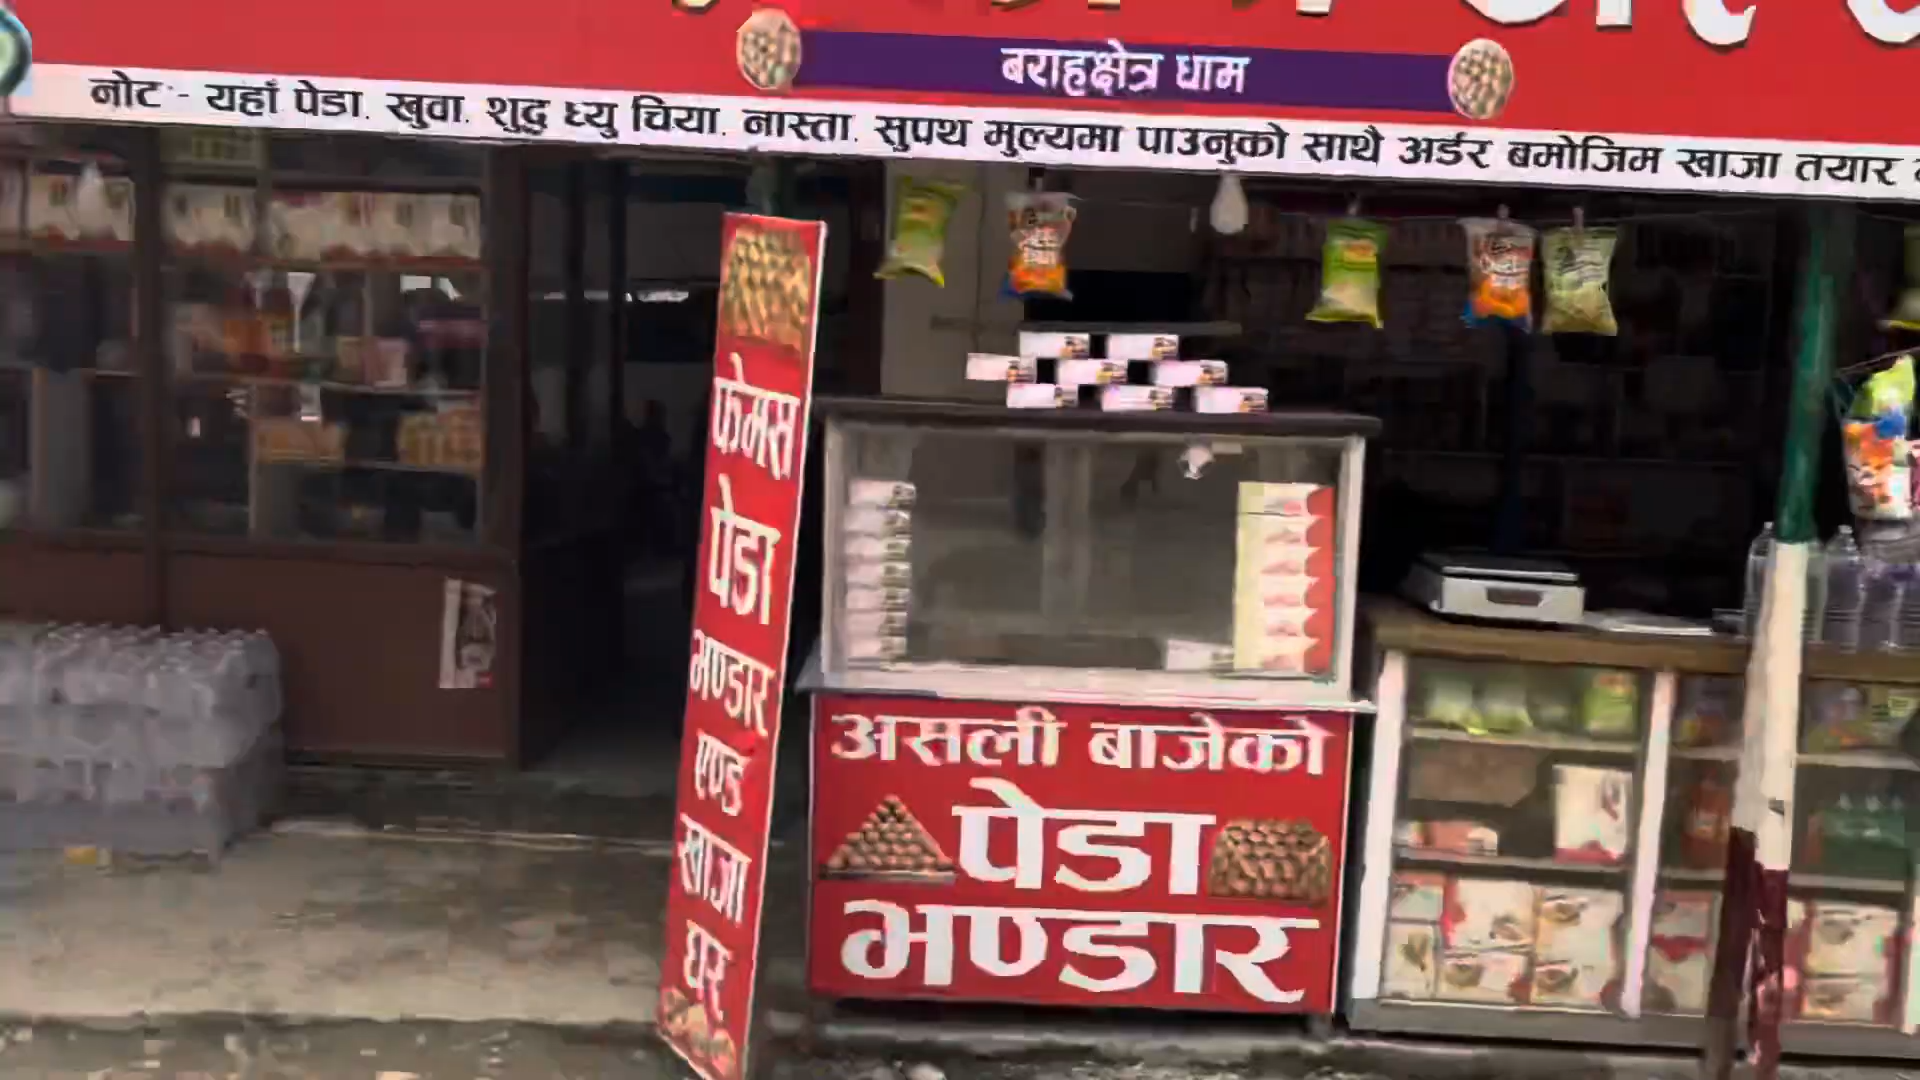 बराहक्षेत्र धाम
नोट - यहाँ पेडा. खुवा. शुद्ध घ्यु चिया. नास्ता. सुपथ मुल्यमा पाउनुको साथै अर्डर बमोजिम खाजा तयार
फेमस
पेडा
भण्डार
एण्ड
खाजा
घर
असली बाजेको
पेडा
भण्डार